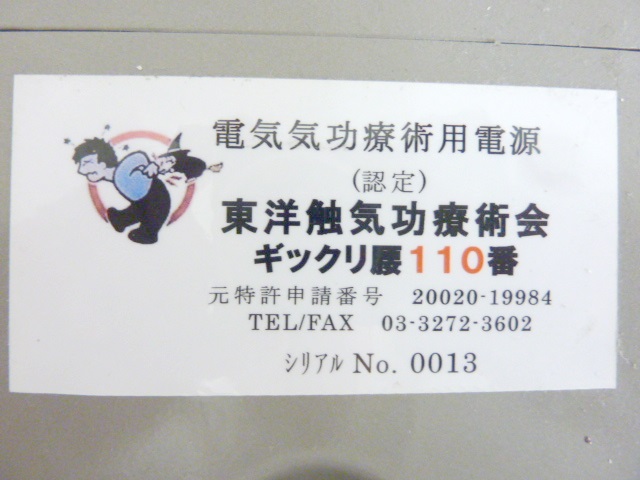 電気気功療術用電源
(認定)
東洋触気功療術会
ギックリ腰110番
元特許申請番号 20020-19984
TEL/FAX 03-3272-3602
ｼﾘｱﾙ No. 0013